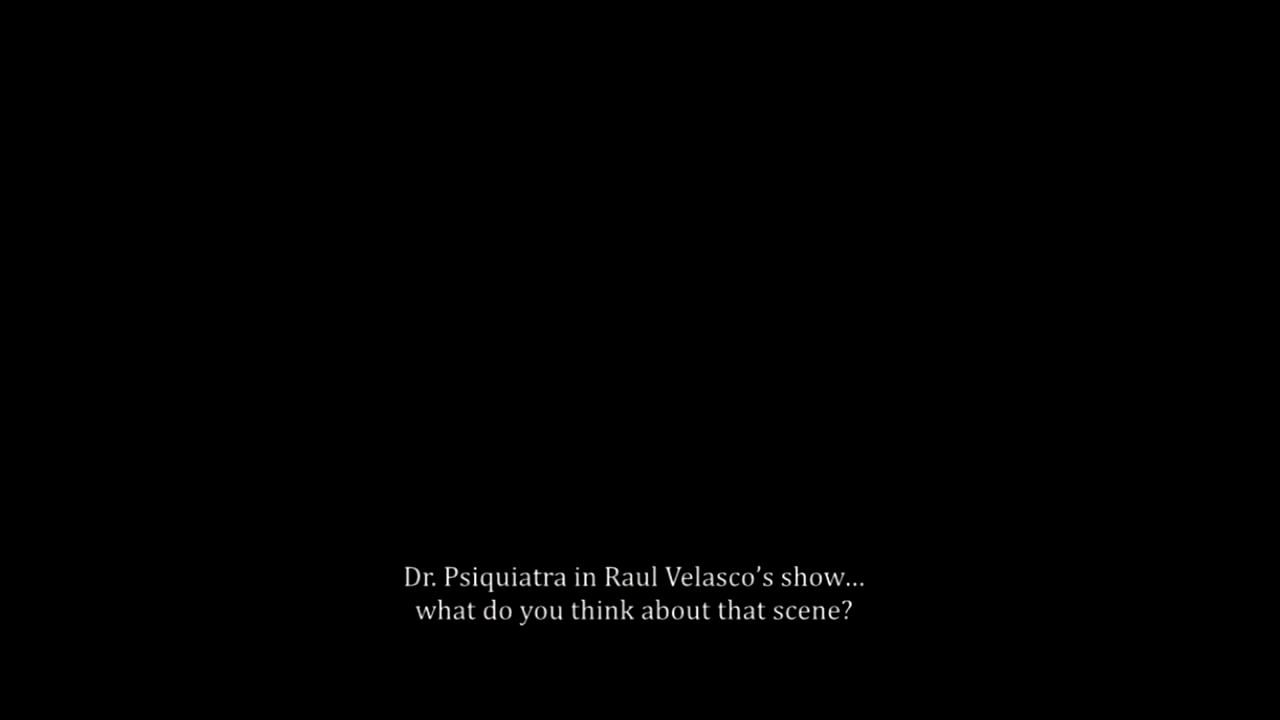 Dr. Psiquiatra in Raul Velasco’s show...
what do you think about that scene?